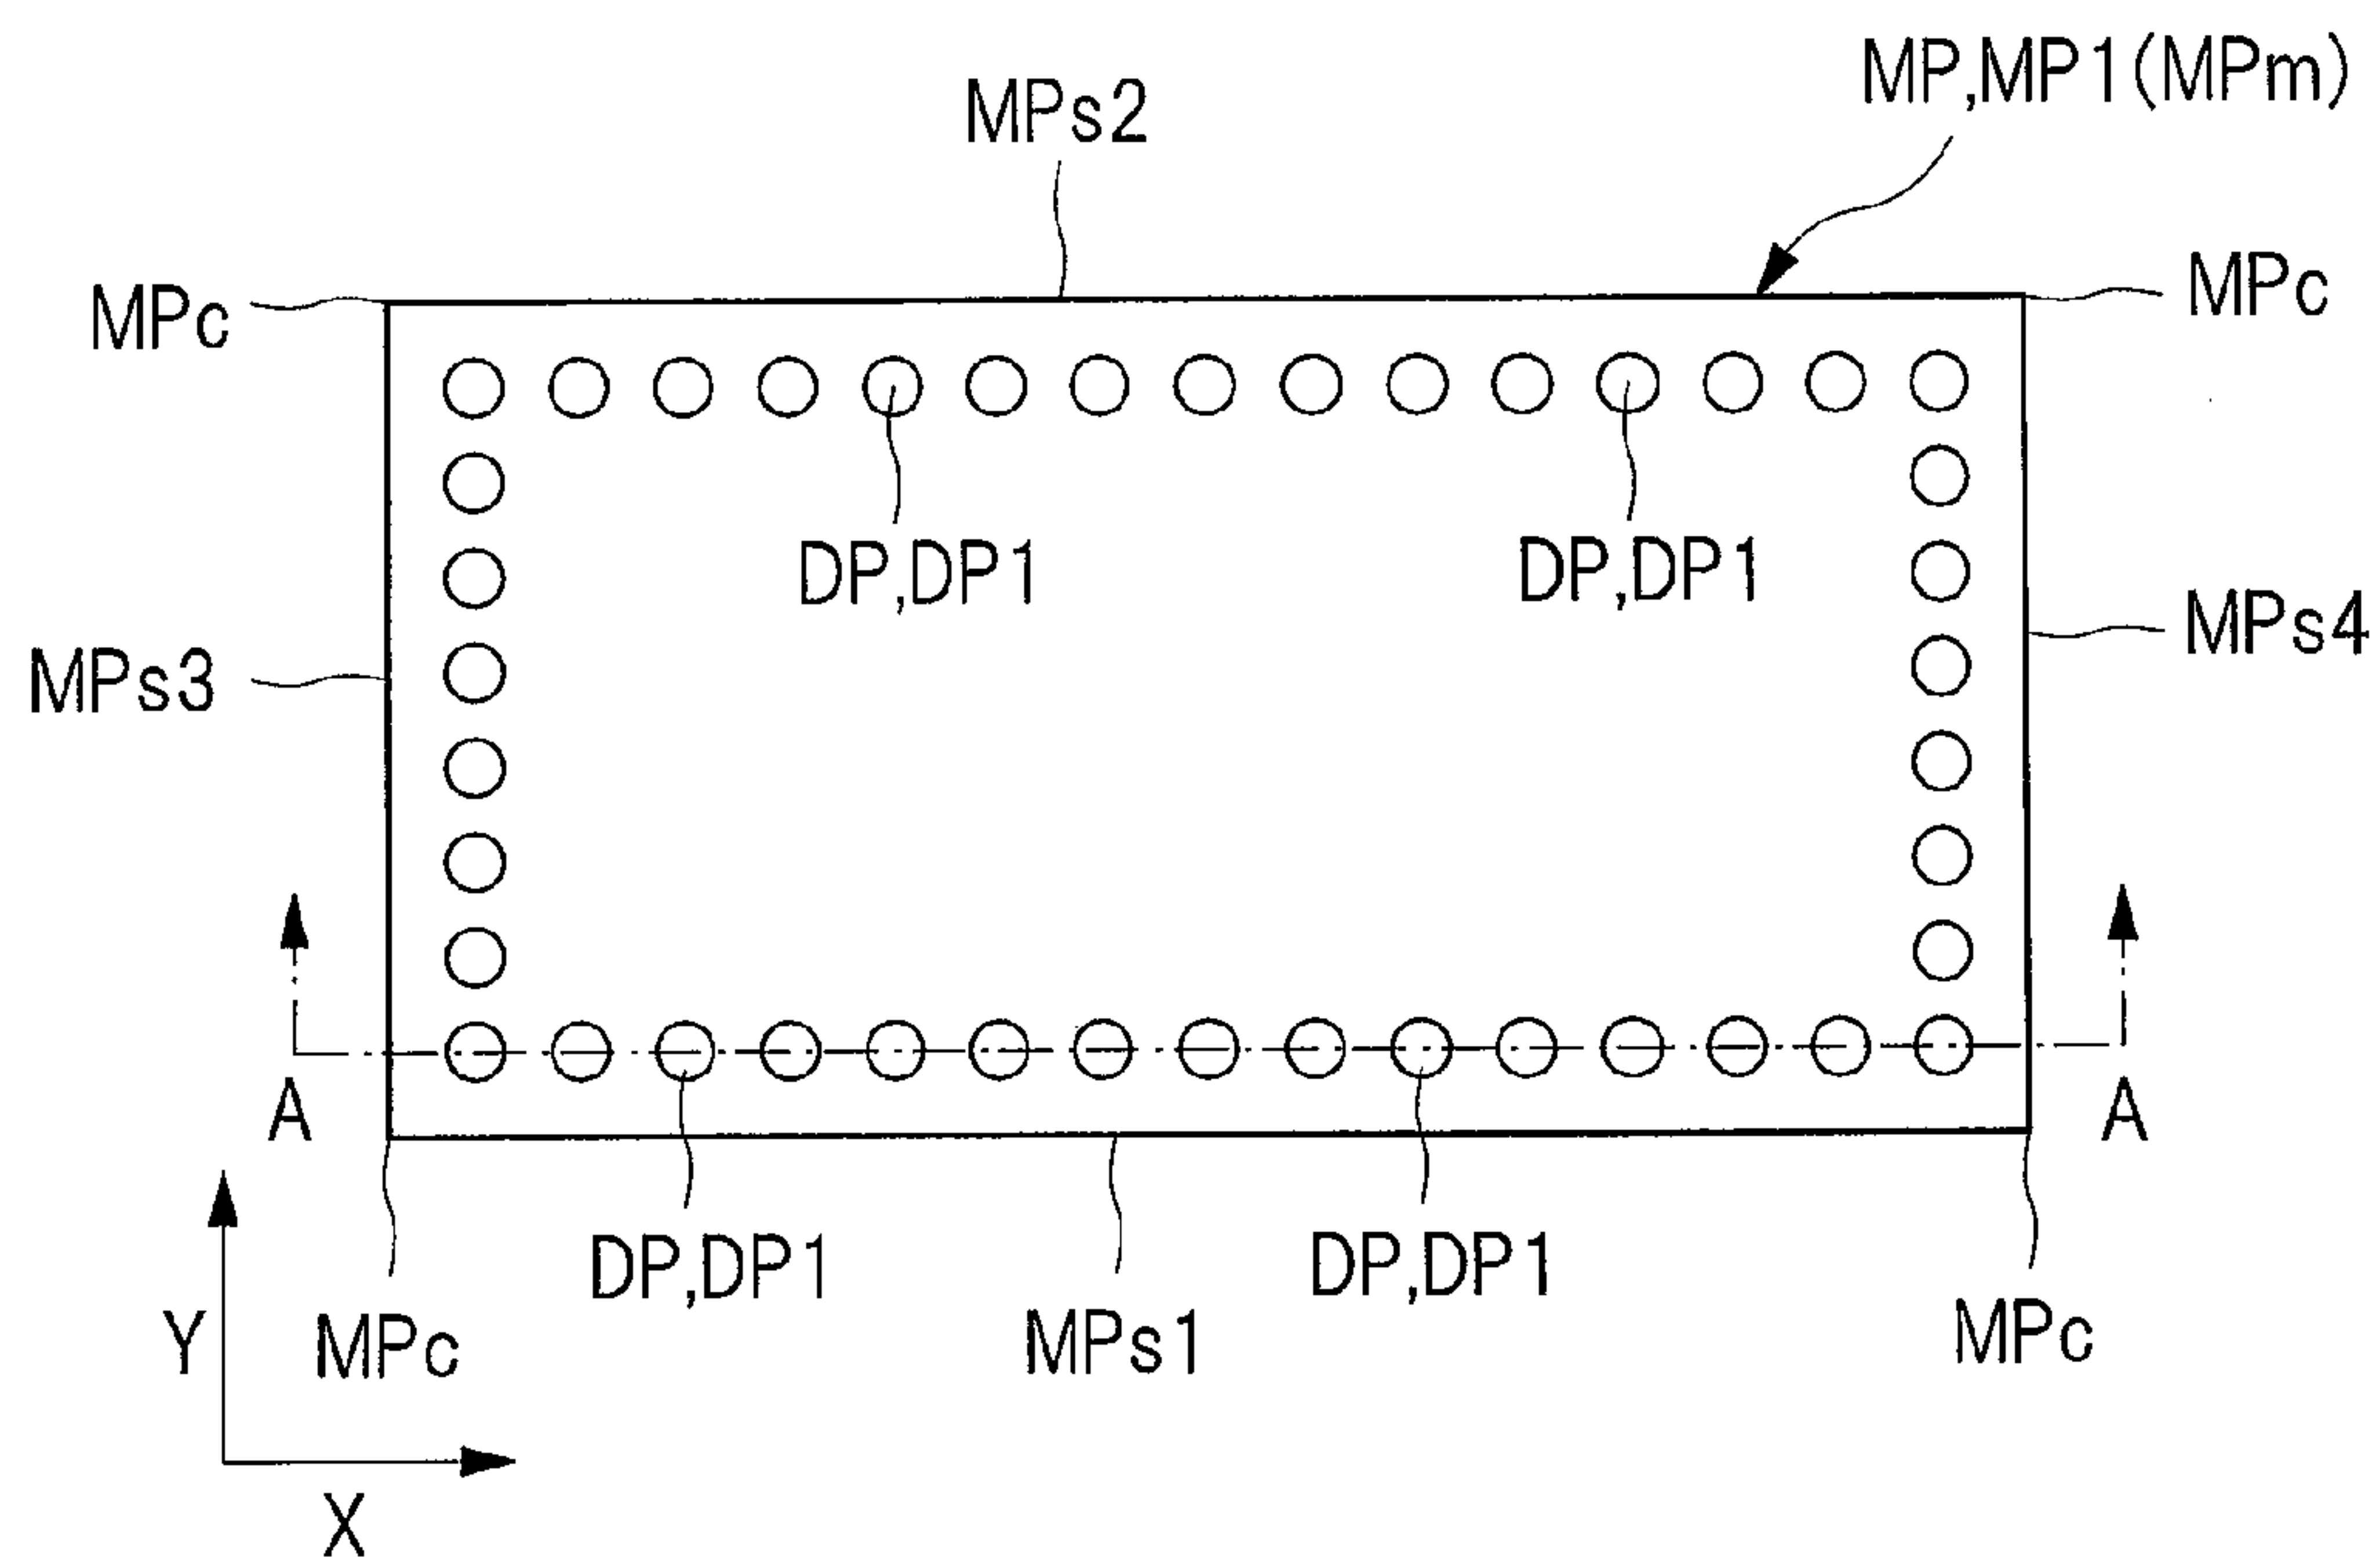 MP,MP1(MPm)
MPs2
MPc
MPc
DP,DP1
DP,DP1
MPs3
MPs4
A
A
DP,DP1
DP,DP1
Y
MPc
MPs1
MPc
X